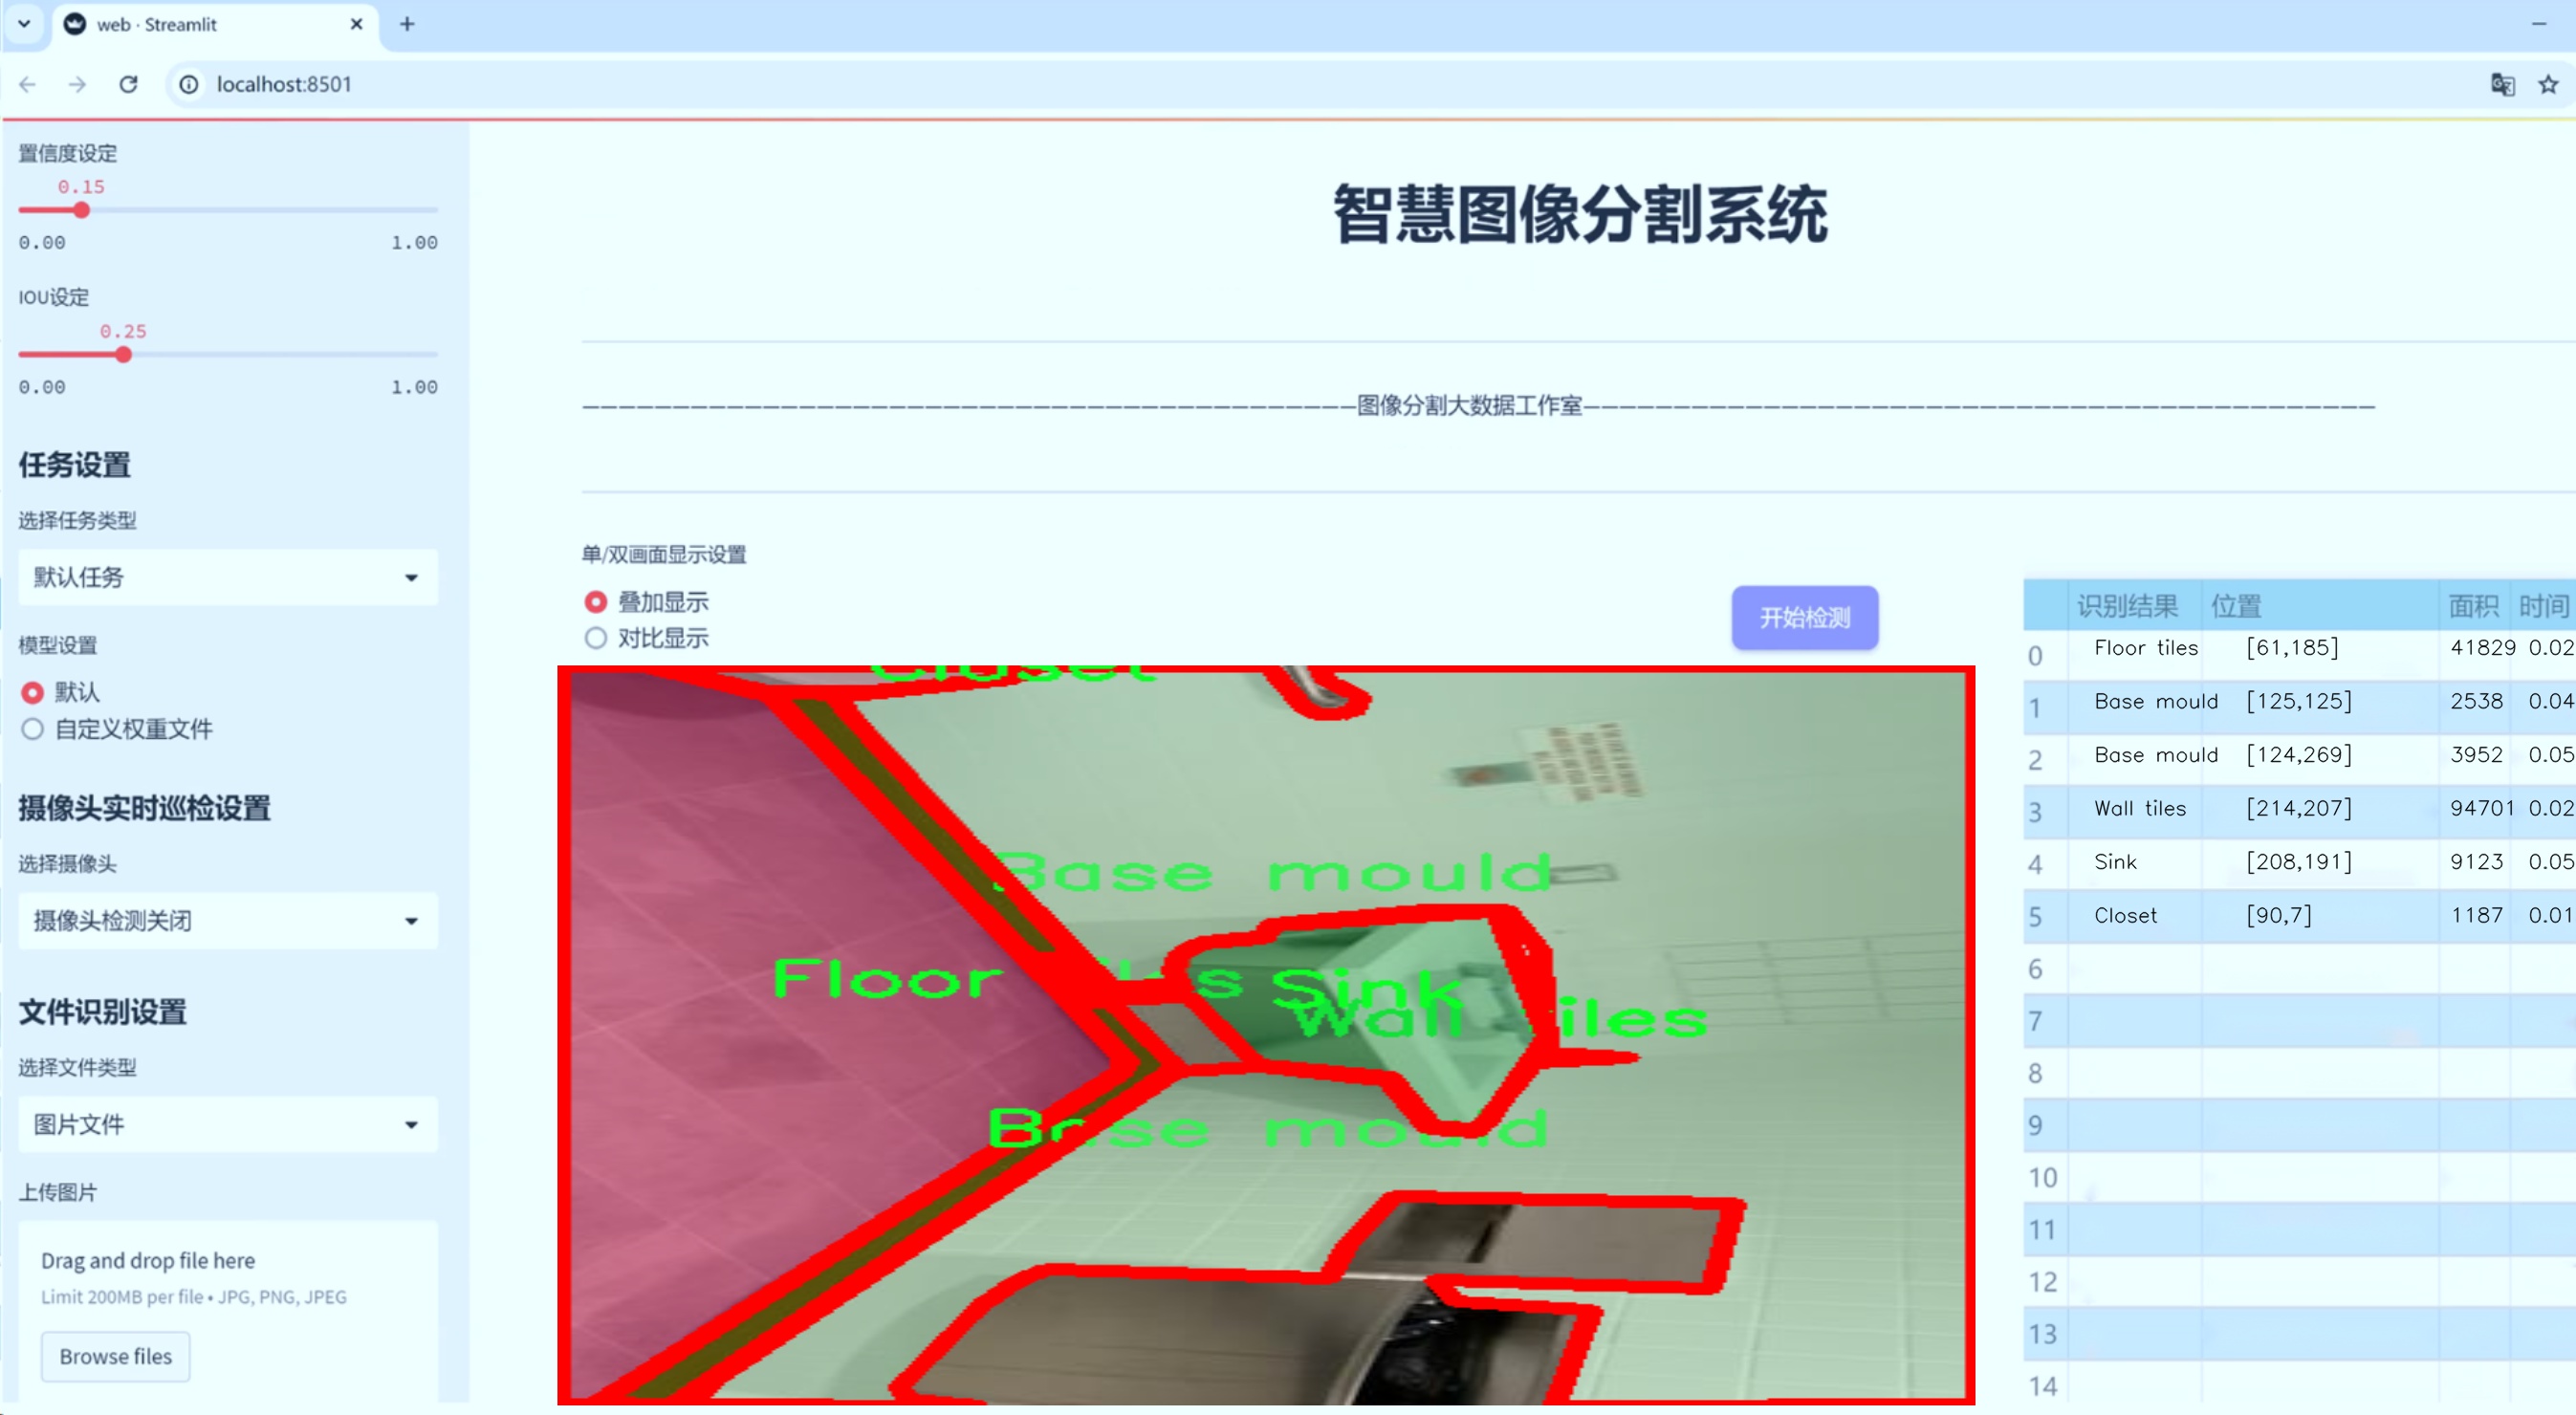 web · Streamlit
localhost:8501
置信度设定
0.15
0.00 1.00
IOU设定
0.25
0.00 1.00
任务设置
选择任务类型
默认任务
模型设置
默认
自定义权重文件
摄像头实时巡检设置
选择摄像头
摄像头检测关闭
文件识别设置
选择文件类型
图片文件
上传图片
Drag and drop file here
Limit 200MB per file • JPG, PNG, JPEG
Browse files
智慧图像分割系统
图像分割大数据工作室
单/双画面显示设置
叠加显示
对比显示
开始检测
Closet
Base mould
Floor
Sink
Wall
Base mould
识别结果 位置 面积 时间
0 Floor tiles [61,185] 41829 0.02
1 Base mould [125,125] 2538 0.04
2 Base mould [124,269] 3952 0.05
3 Wall tiles [214,207] 94701 0.02
4 Sink [208,191] 9123 0.05
5 Closet [90,7] 1187 0.01
6
7
8
9
10
11
12
13
14